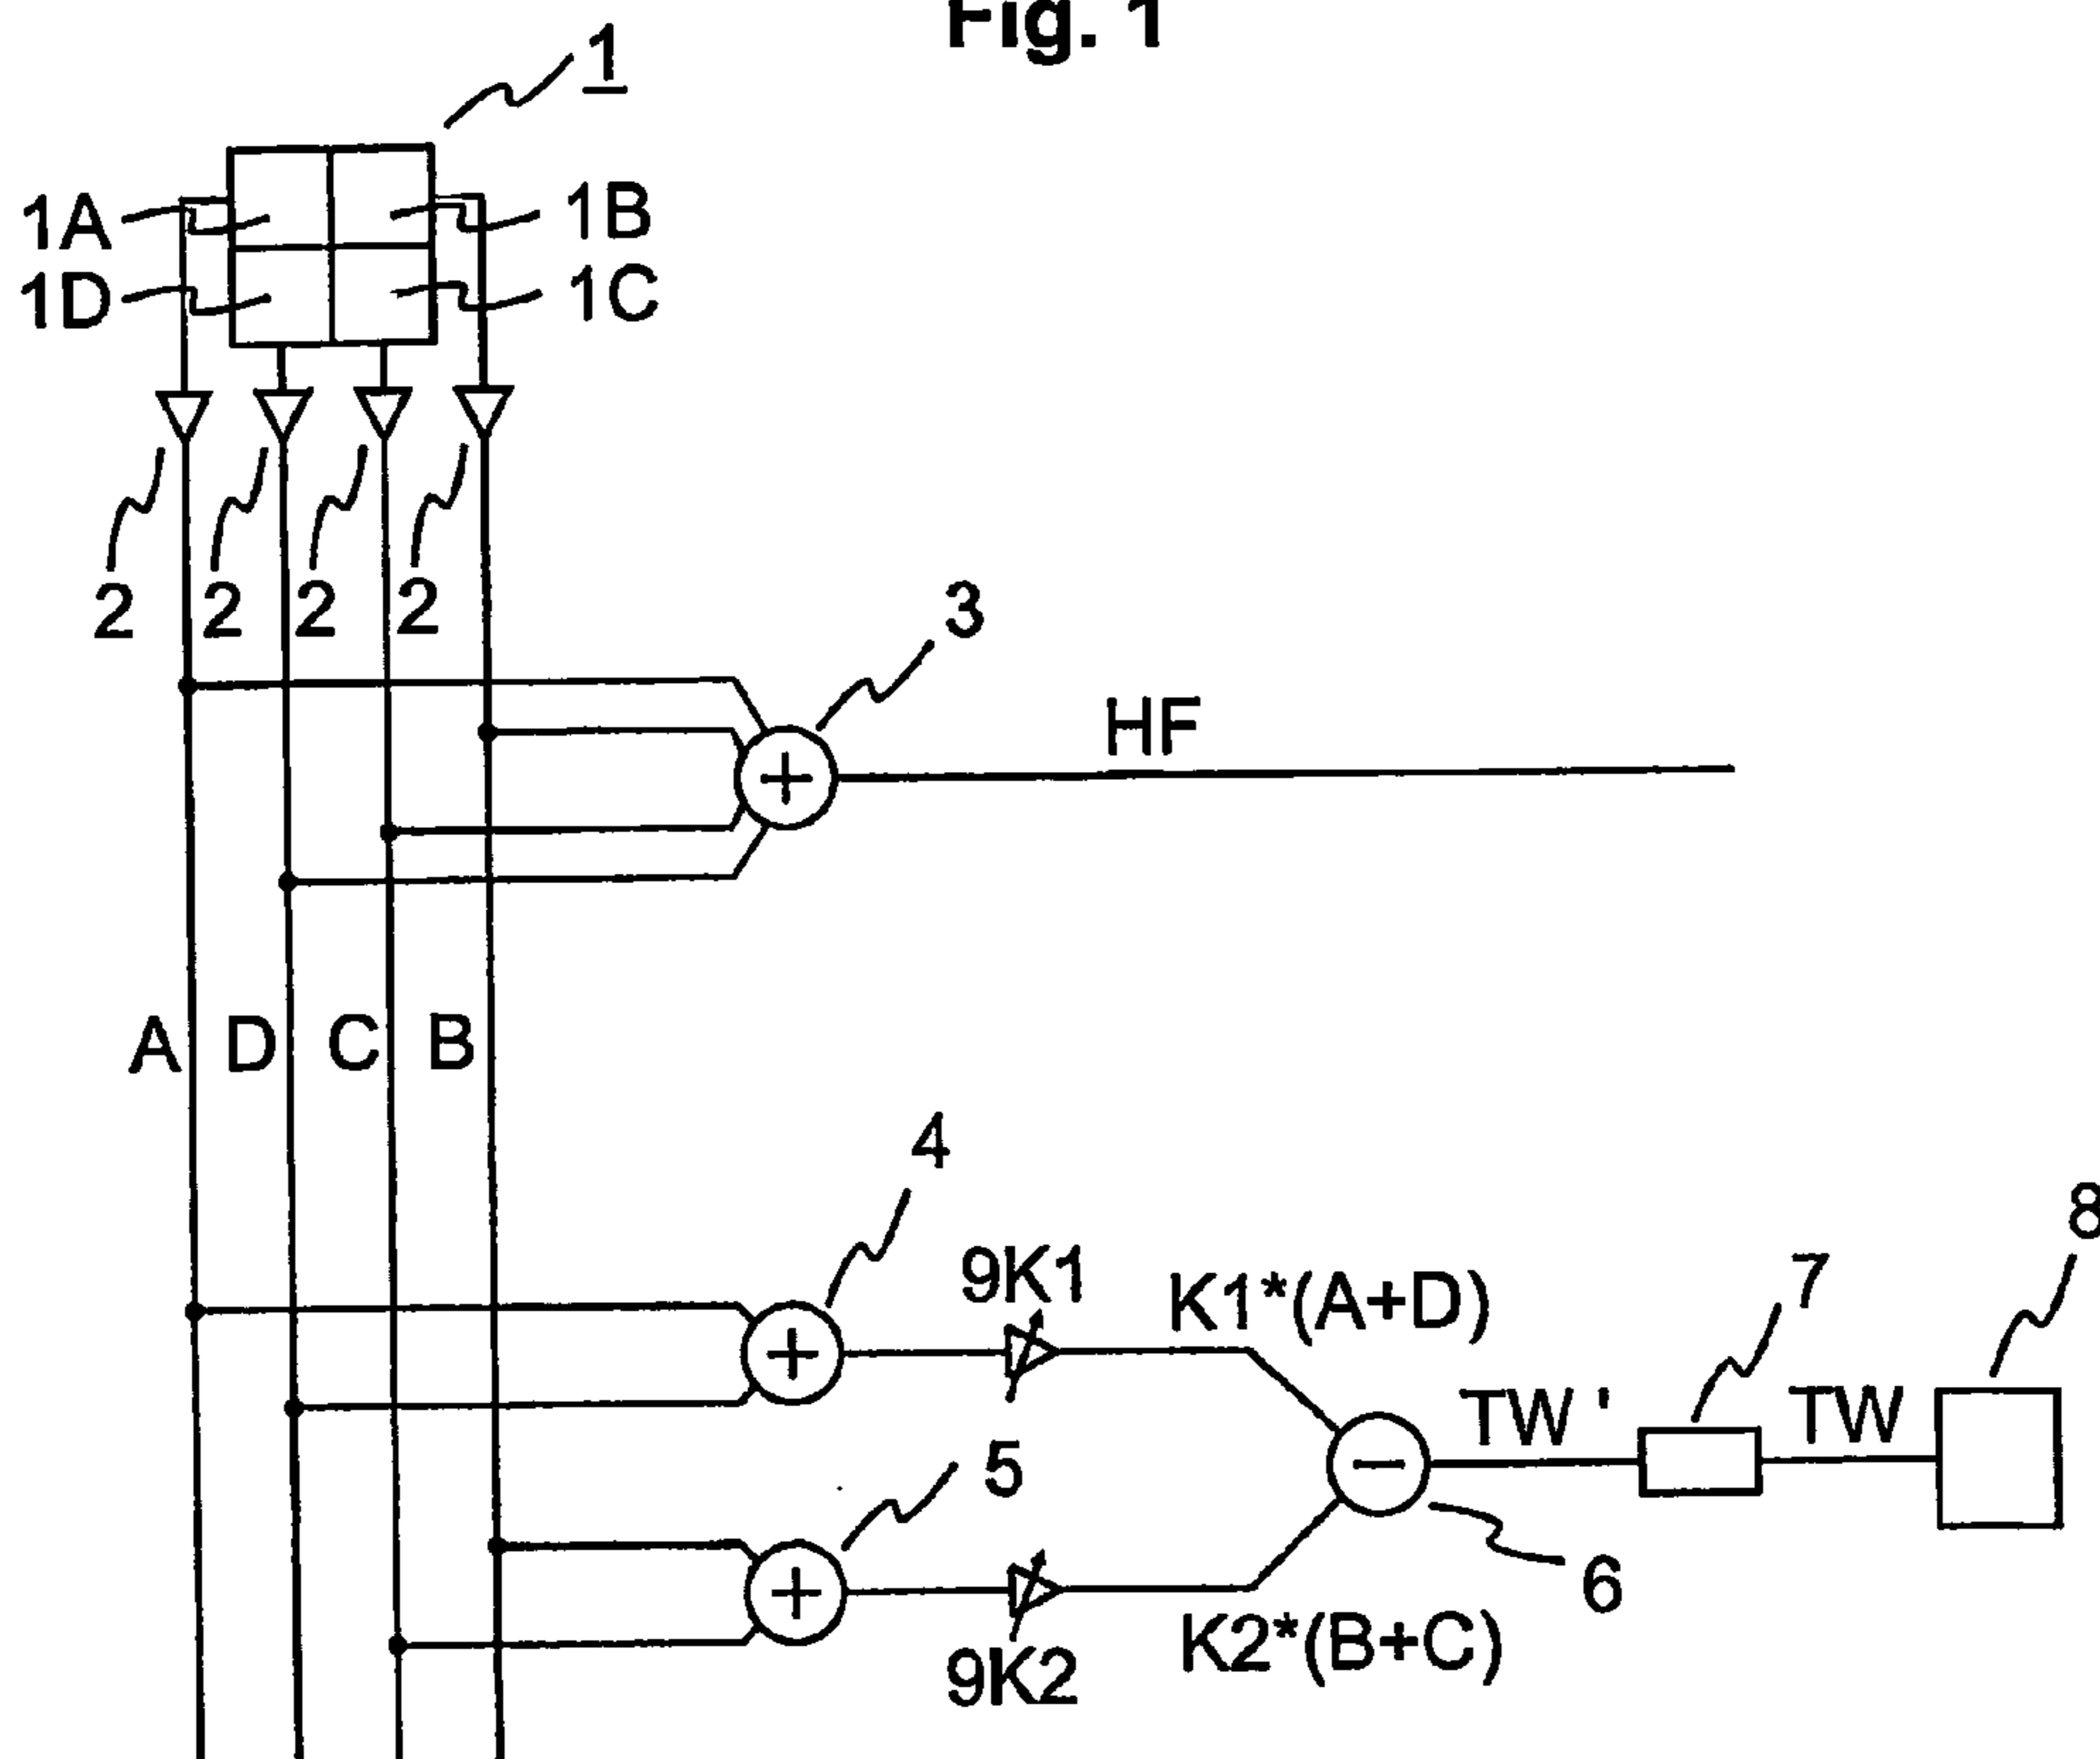 Fig. 1
1
1A
1B
1D
1C
2 2 2 2
3
HF
A D C B
4
8
9K1
K1*(A+D)
7
TW'
TW
5
6
K2*(B+C)
9K2